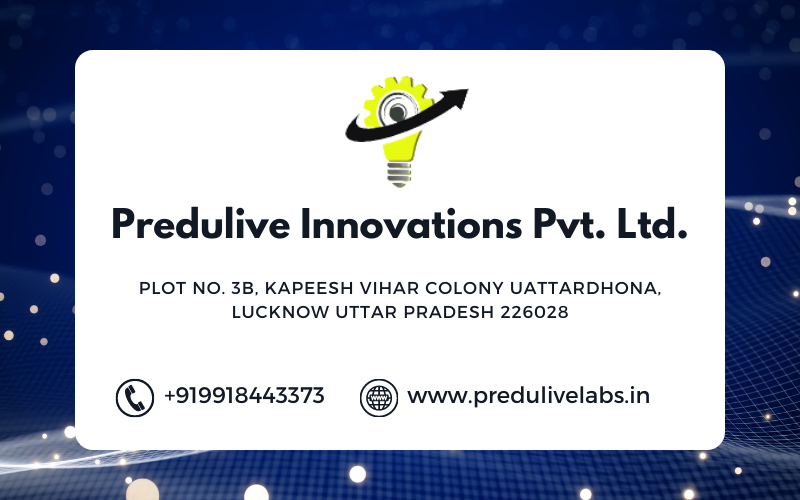 Predulive Innovations Pvt. Ltd.
PLOT NO. 3B, KAPEESH VIHAR COLONY UATTARDHONA,
LUCKNOW UTTAR PRADESH 226028
+919918443373
www.predulivelabs.in